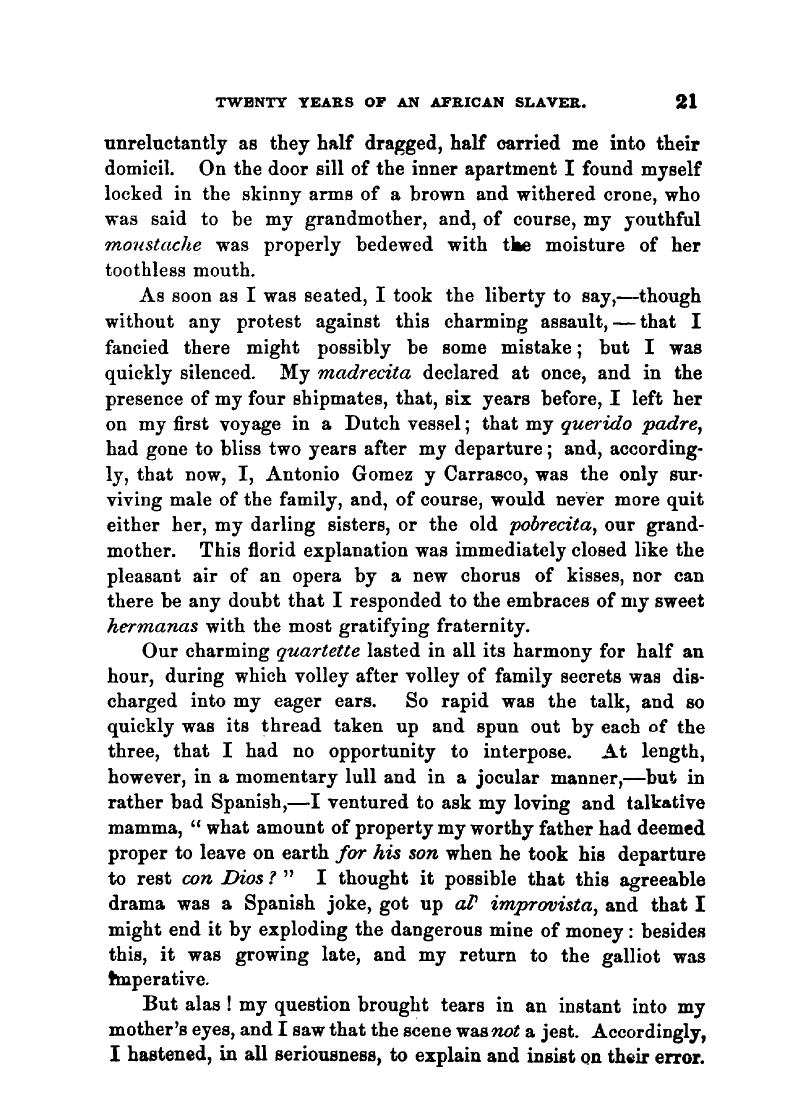 TWENTY YEARS OF AN AFRICAN SLAVER. 21
unreluctantly as they half dragged, half carried me into their
domicil. On the door sill of the inner apartment I found myself
locked in the skinny arms of a brown and withered crone, who
was said to be my grandmother, and, of course, my youthful
moustache was properly bedewed with the moisture of her
toothless mouth.
As soon as I was seated, I took the liberty to say,—though
without any protest against this charming assault,—that I
fancied there might possibly be some mistake; but I was
quickly silenced. My madrecita declared at once, and in the
presence of my four shipmates, that, six years before, I left her
on my first voyage in a Dutch vessel; that my querido padre,
had gone to bliss two years after my departure; and, according-
ly, that now, I, Antonio Gomez y Carrasco, was the only sur-
viving male of the family, and, of course, would never more quit
either her, my darling sisters, or the old pobrecita, our grand-
mother. This florid explanation was immediately closed like the
pleasant air of an opera by a new chorus of kisses, nor can
there be any doubt that I responded to the embraces of my sweet
hermanas with the most gratifying fraternity.
Our charming quartette lasted in all its harmony for half an
hour, during which volley after volley of family secrets was dis-
charged into my eager ears. So rapid was the talk, and so
quickly was its thread taken up and spun out by each of the
three, that I had no opportunity to interpose. At length,
however, in a momentary lull and in a jocular manner,—but in
rather bad Spanish,—I ventured to ask my loving and talkative
mamma, "what amount of property my worthy father had deemed
proper to leave on earth for his son when he took his departure
to rest con Dios?" I thought it possible that this agreeable
drama was a Spanish joke, got up al' improvista, and that I
might end it by exploding the dangerous mine of money: besides
this, it was growing late, and my return to the galliot was
imperative.
But alas! my question brought tears in an instant into my
mother's eyes, and I saw that the scene was not a jest. Accordingly,
I hastened, in all seriousness, to explain and insist on their error.